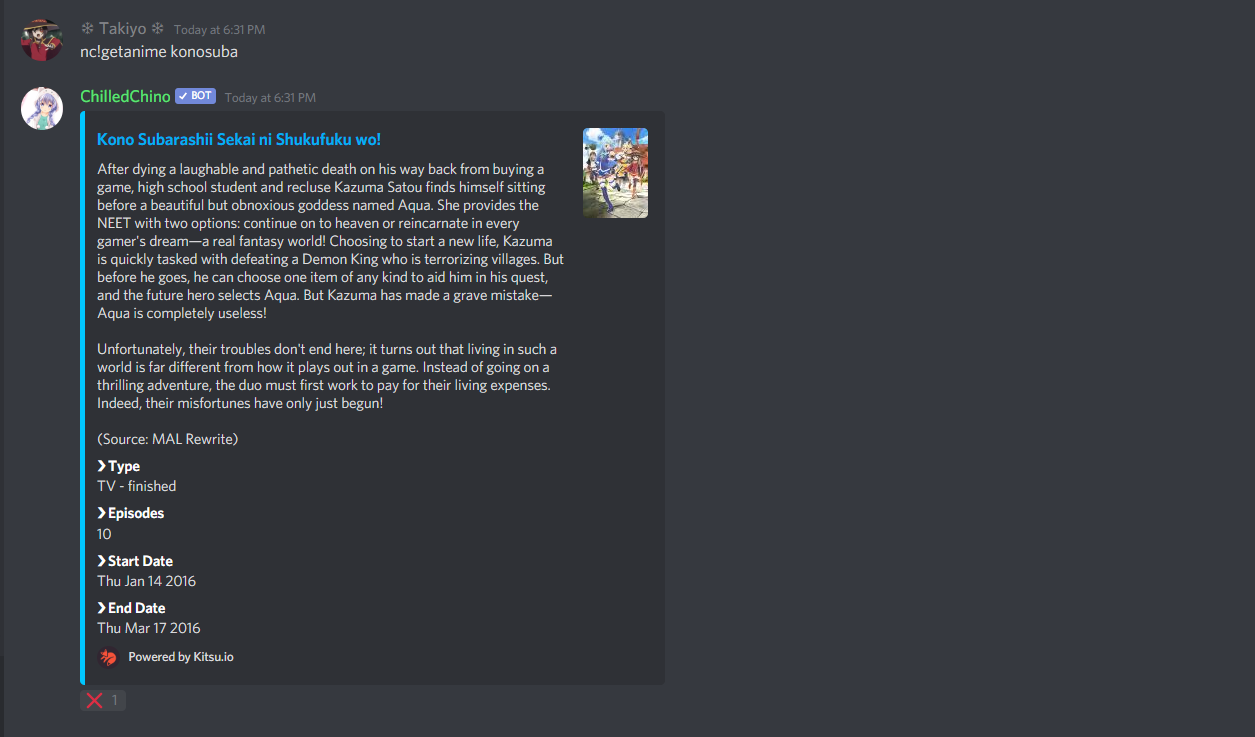 ❄ Takiyo ❄ Today at 6:31 PM
nc!getanime konosuba
ChilledChino ✔ BOT Today at 6:31 PM
Kono Subarashii Sekai ni Shukufuku wo!
After dying a laughable and pathetic death on his way back from buying a
game, high school student and recluse Kazuma Satou finds himself sitting
before a beautiful but obnoxious goddess named Aqua. She provides the
NEET with two options: continue on to heaven or reincarnate in every
gamer's dream—a real fantasy world! Choosing to start a new life, Kazuma
is quickly tasked with defeating a Demon King who is terrorizing villages. But
before he goes, he can choose one item of any kind to aid him in his quest,
and the future hero selects Aqua. But Kazuma has made a grave mistake—
Aqua is completely useless!
Unfortunately, their troubles don't end here; it turns out that living in such a
world is far different from how it plays out in a game. Instead of going on a
thrilling adventure, the duo must first work to pay for their living expenses.
Indeed, their misfortunes have only just begun!
(Source: MAL Rewrite)
❯Type
TV - finished
❯Episodes
10
❯Start Date
Thu Jan 14 2016
❯End Date
Thu Mar 17 2016
Powered by Kitsu.io
❌ 1